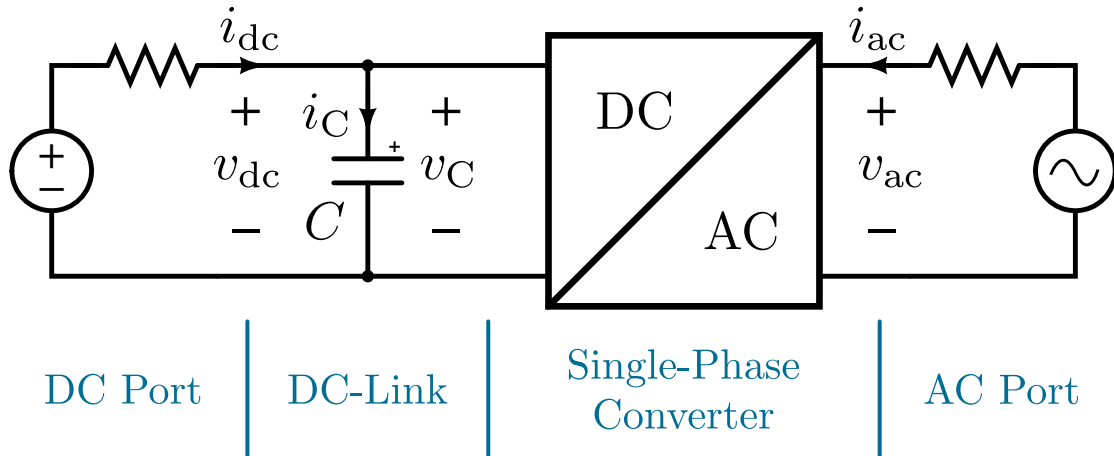 i_dc
i_ac
+ i_C + +
DC
+
−
v_dc
+
v_C
v_ac
− C − −
AC
DC Port
DC-Link
Single-Phase
Converter
AC Port